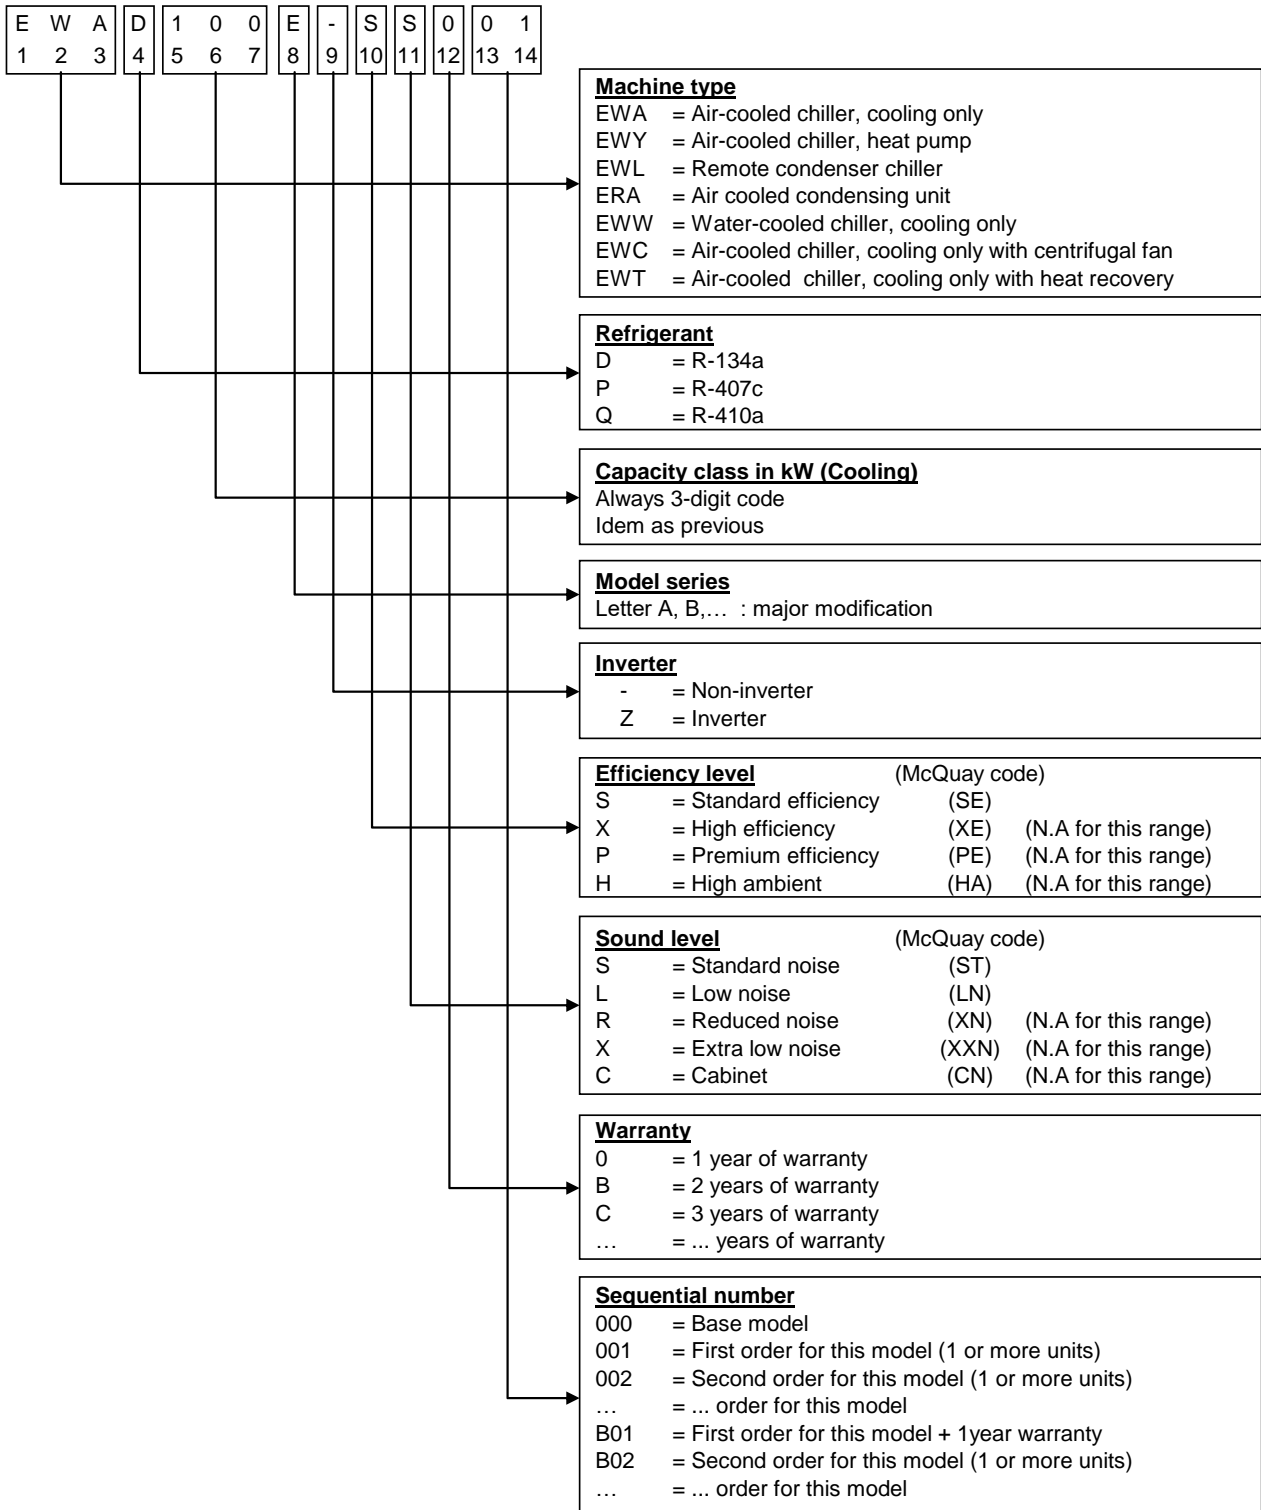 E W A D 1 0 0 E - S S 0 0 1
1 2 3 4 5 6 7 8 9 10 11 12 13 14
Machine type
EWA = Air-cooled chiller, cooling only
EWY = Air-cooled chiller, heat pump
EWL = Remote condenser chiller
ERA = Air cooled condensing unit
EWW = Water-cooled chiller, cooling only
EWC = Air-cooled chiller, cooling only with centrifugal fan
EWT = Air-cooled chiller, cooling only with heat recovery
Refrigerant
D = R-134a
P = R-407c
Q = R-410a
Capacity class in kW (Cooling)
Always 3-digit code
Idem as previous
Model series
Letter A, B,… : major modification
Inverter
- = Non-inverter
Z = Inverter
Efficiency level (McQuay code)
S = Standard efficiency (SE)
X = High efficiency (XE) (N.A for this range)
P = Premium efficiency (PE) (N.A for this range)
H = High ambient (HA) (N.A for this range)
Sound level (McQuay code)
S = Standard noise (ST)
L = Low noise (LN)
R = Reduced noise (XN) (N.A for this range)
X = Extra low noise (XXN) (N.A for this range)
C = Cabinet (CN) (N.A for this range)
Warranty
0 = 1 year of warranty
B = 2 years of warranty
C = 3 years of warranty
… = ... years of warranty
Sequential number
000 = Base model
001 = First order for this model (1 or more units)
002 = Second order for this model (1 or more units)
… = ... order for this model
B01 = First order for this model + 1year warranty
B02 = Second order for this model (1 or more units)
… = ... order for this model